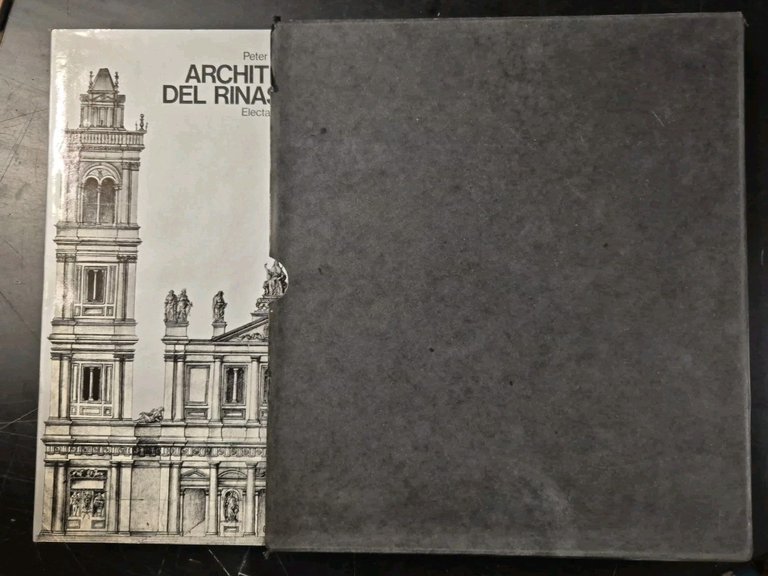 Peter
ARCHIT
DEL RINAS
Electa